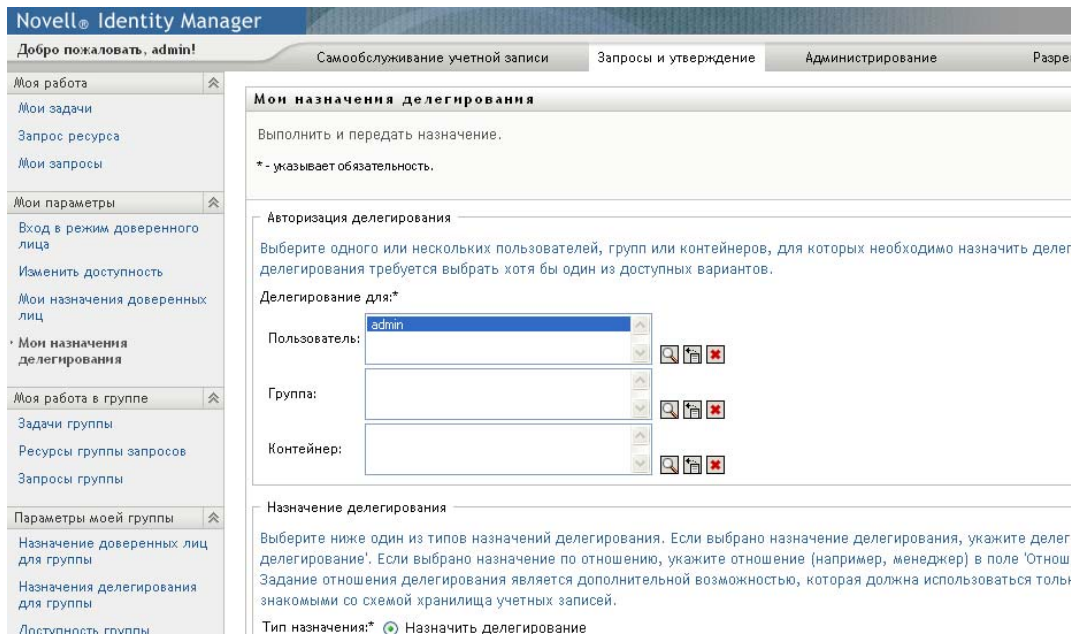 Novell® Identity Manager
Добро пожаловать, admin!
Самообслуживание учетной записи
Запросы и утверждение
Администрирование
Разре
Моя работа
Мои задачи
Запрос ресурса
Мои запросы
Мои параметры
Вход в режим доверенного
лица
Изменить доступность
Мои назначения доверенных
лиц
Мои назначения
делегирования
Моя работа в группе
Задачи группы
Ресурсы группы запросов
Запросы группы
Параметры моей группы
Назначение доверенных лиц
для группы
Назначения делегирования
для группы
Доступность группы
Мои назначения делегирования
Выполнить и передать назначение.
* - указывает обязательность.
Авторизация делегирования
Выберите одного или нескольких пользователей, групп или контейнеров, для которых необходимо назначить делег
делегирования требуется выбрать хотя бы один из доступных вариантов.
Делегирование для:*
Пользователь:
admin
Группа:
Контейнер:
Назначение делегирования
Выберите ниже один из типов назначений делегирования. Если выбрано назначение делегирования, укажите делег
делегирование'. Если выбрано назначение по отношению, укажите отношение (например, менеджер) в поле 'Отнош
Задание отношения делегирования является дополнительной возможностью, которая должна использоваться тольк
знакомыми со схемой хранилища учетных записей.
Тип назначения:* Назначить делегирование